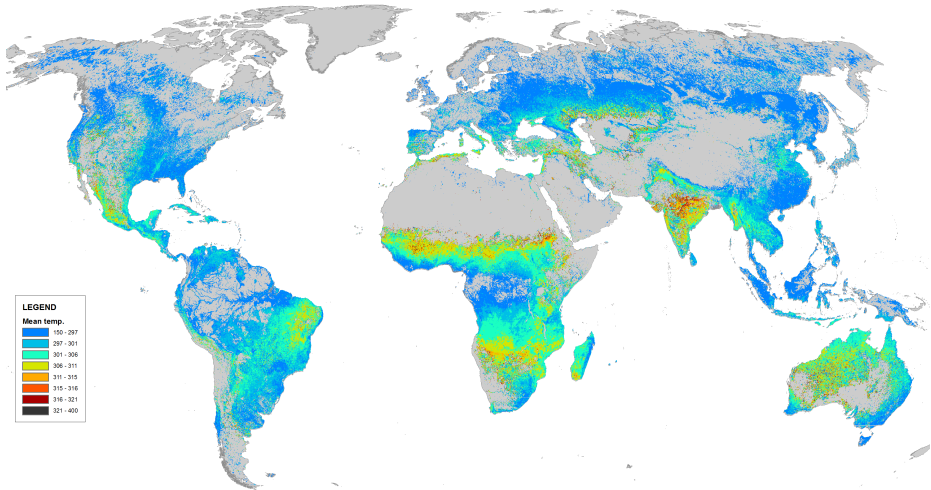 LEGEND
Mean temp.
150 - 297
297 - 301
301 - 306
306 - 311
311 - 315
315 - 316
316 - 321
321 - 400